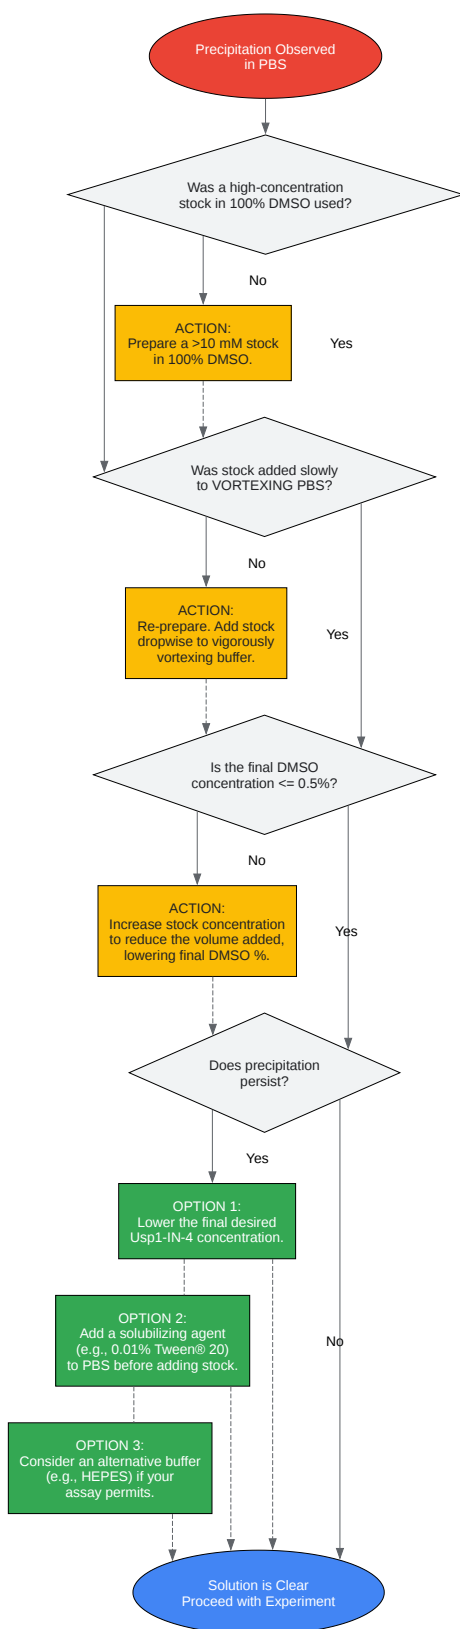 Precipitation Observed
in PBS
Was a high-concentration
stock in 100% DMSO used?
No
ACTION:
Prepare a >10 mM stock
in 100% DMSO.
Yes
Was stock added slowly
to VORTEXING PBS?
No
ACTION:
Re-prepare. Add stock
dropwise to vigorously
vortexing buffer.
Yes
Is the final DMSO
concentration <= 0.5%?
No
ACTION:
Increase stock concentration
to reduce the volume added,
lowering final DMSO %.
Yes
Does precipitation
persist?
Yes
OPTION 1:
Lower the final desired
Usp1-IN-4 concentration.
OPTION 2:
Add a solubilizing agent
(e.g., 0.01% Tween® 20)
to PBS before adding stock.
No
OPTION 3:
Consider an alternative buffer
(e.g., HEPES) if your
assay permits.
Solution is Clear
Proceed with Experiment